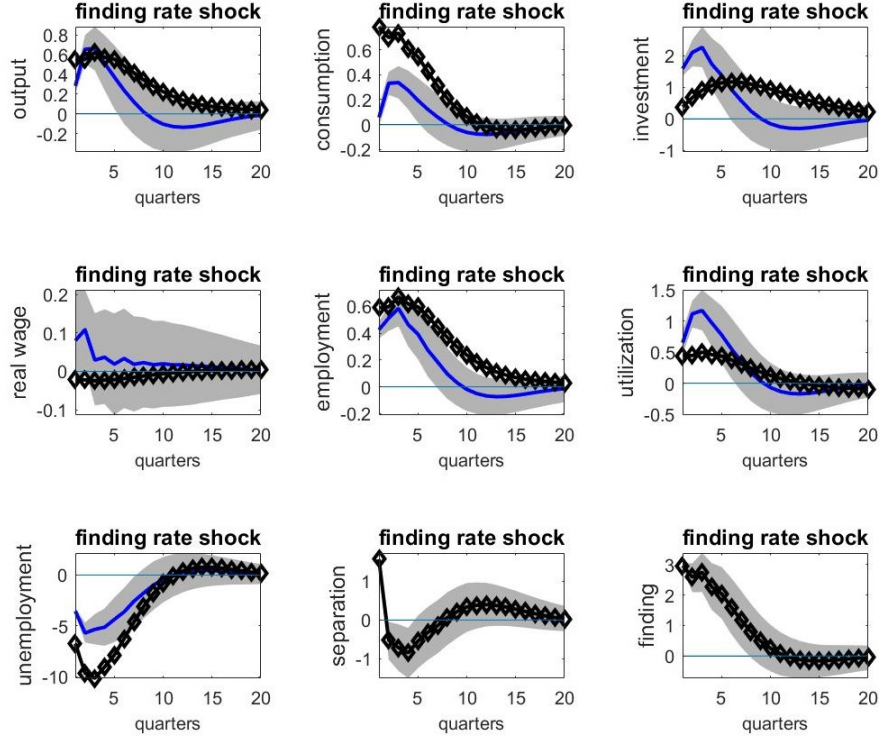 finding rate shock
output
0.8
0.6
0.4
0.2
0
-0.2
5 10 15 20
quarters
finding rate shock
consumption
0.6
0.4
0.2
0
-0.2
5 10 15 20
quarters
finding rate shock
investment
2
1
0
-1
5 10 15 20
quarters
finding rate shock
real wage
0.2
0.1
0
-0.1
5 10 15 20
quarters
finding rate shock
employment
0.6
0.4
0.2
0
-0.2
5 10 15 20
quarters
finding rate shock
utilization
1.5
1
0.5
0
-0.5
5 10 15 20
quarters
finding rate shock
unemployment
0
-5
-10
5 10 15 20
quarters
finding rate shock
separation
1
0
-1
5 10 15 20
quarters
finding rate shock
finding
3
2
1
0
5 10 15 20
quarters